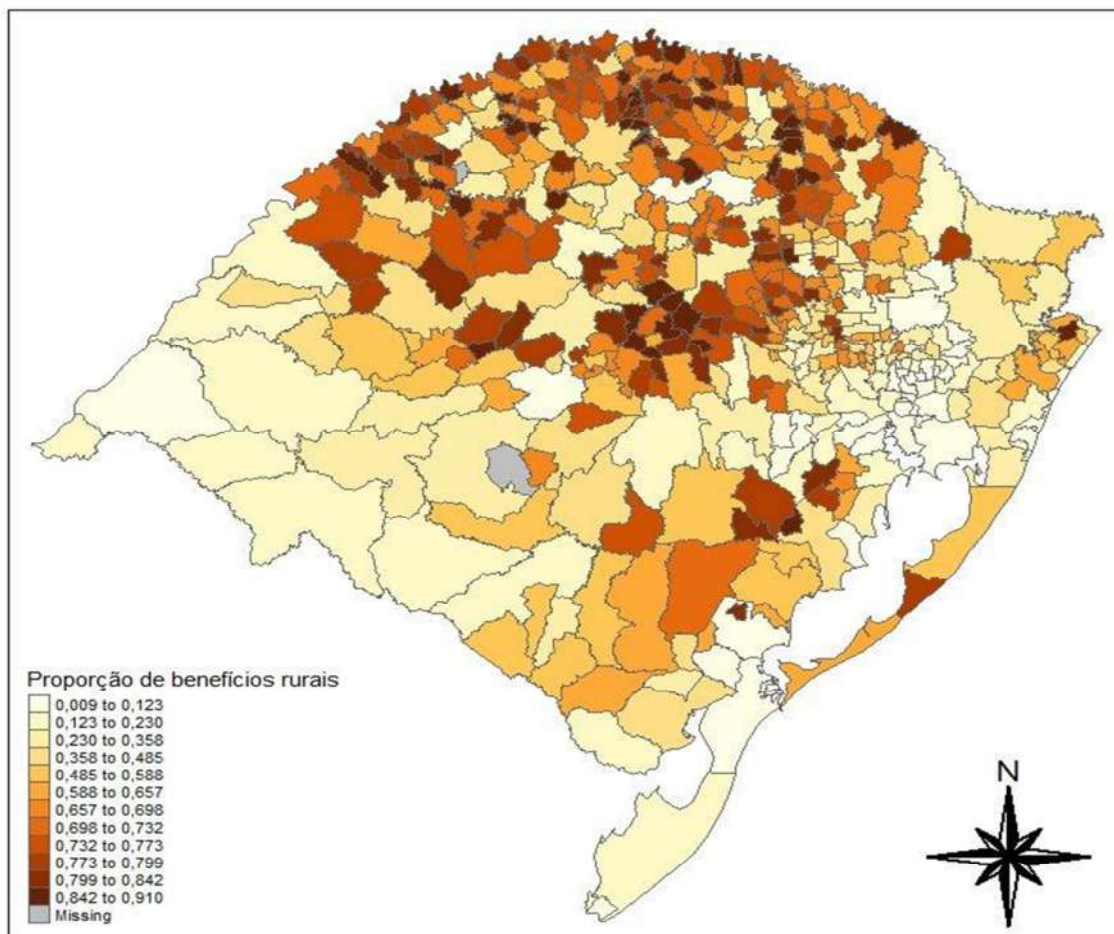 Proporção de benefícios rurais
0,009 to 0,123
0,123 to 0,230
0,230 to 0,358
0,358 to 0,485
0,485 to 0,588
0,588 to 0,657
0,657 to 0,698
0,698 to 0,732
0,732 to 0,773
0,773 to 0,799
0,799 to 0,842
0,842 to 0,910
Missing
N